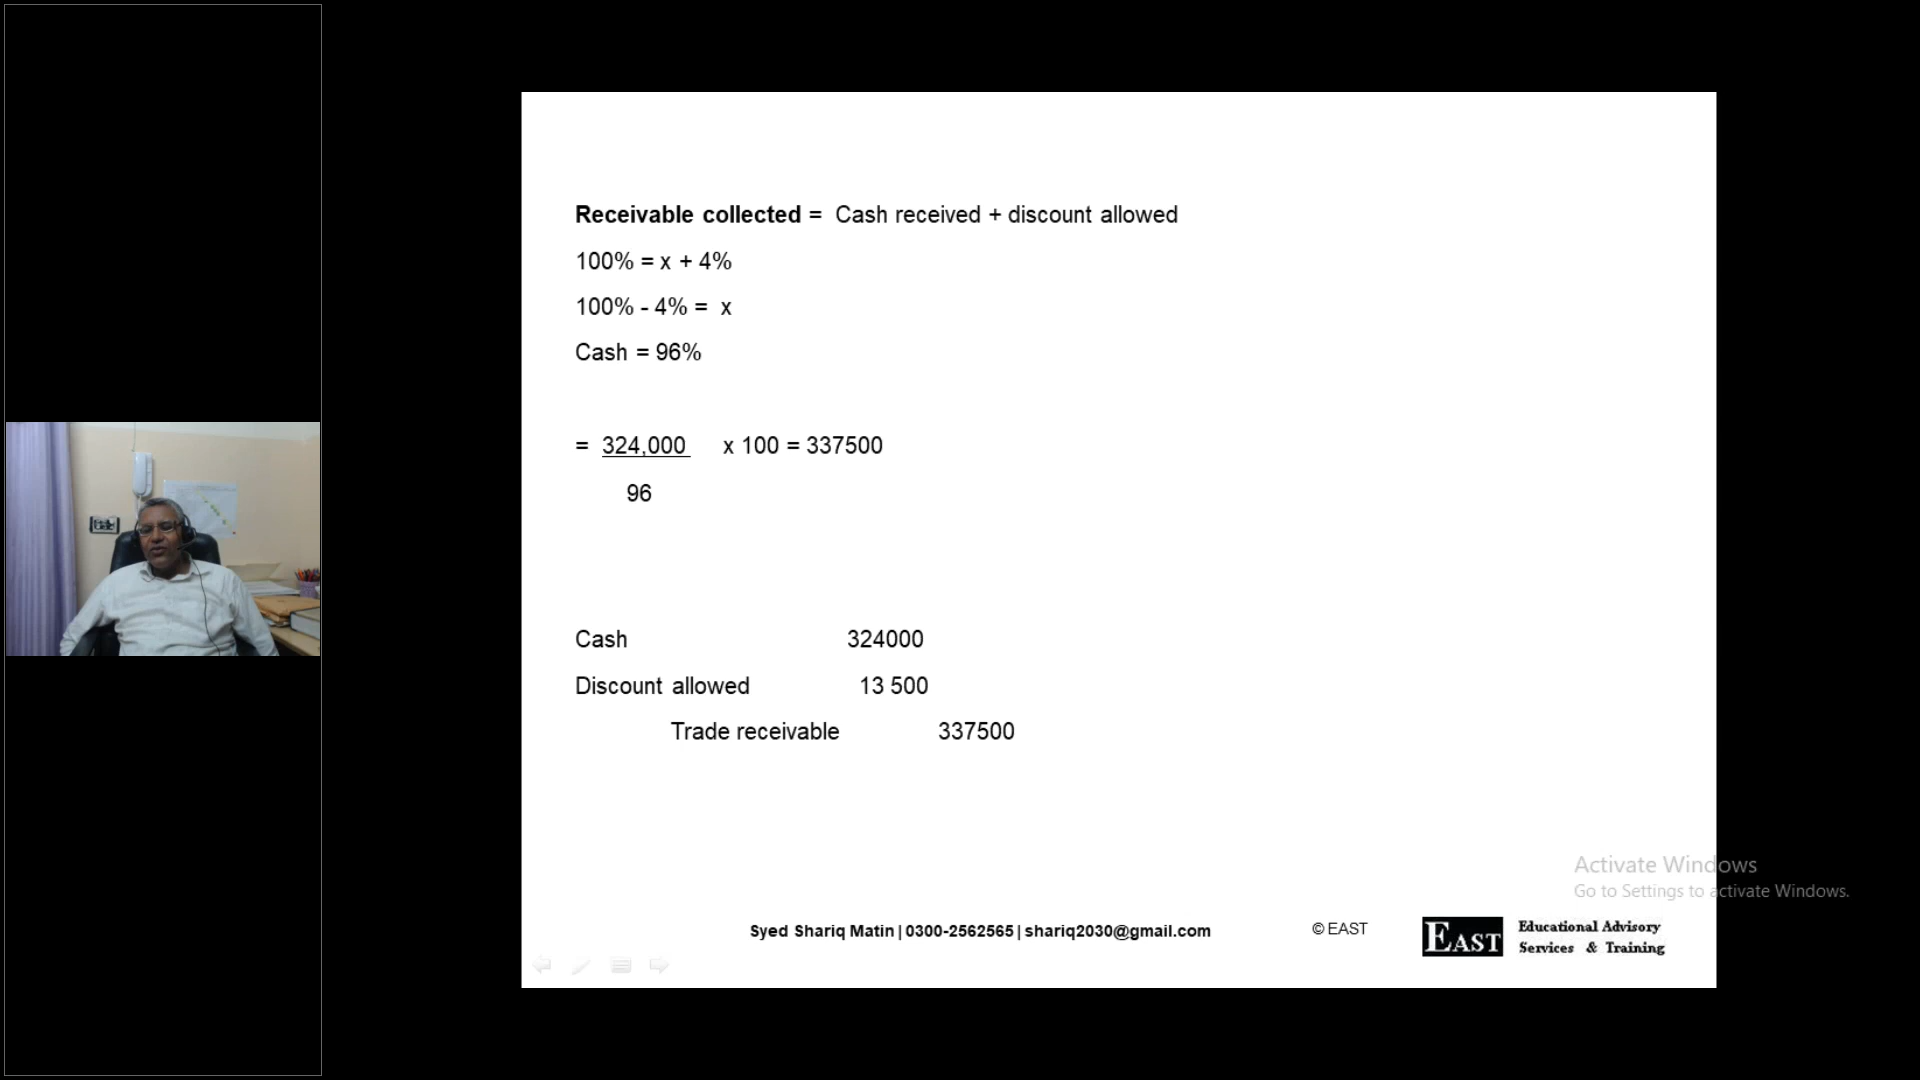 Receivable collected = Cash received + discount allowed
100% = x + 4%
100% - 4% = x
Cash = 96%
= 324,000 x 100 = 337500
96
Cash 324000
Discount allowed 13 500
Trade receivable 337500
Activate Windows
Go to Settings to activate Windows.
Syed Shariq Matin | 0300-2562565 | shariq2030@gmail.com
© EAST
EAST
Educational Advisory
Services & Training